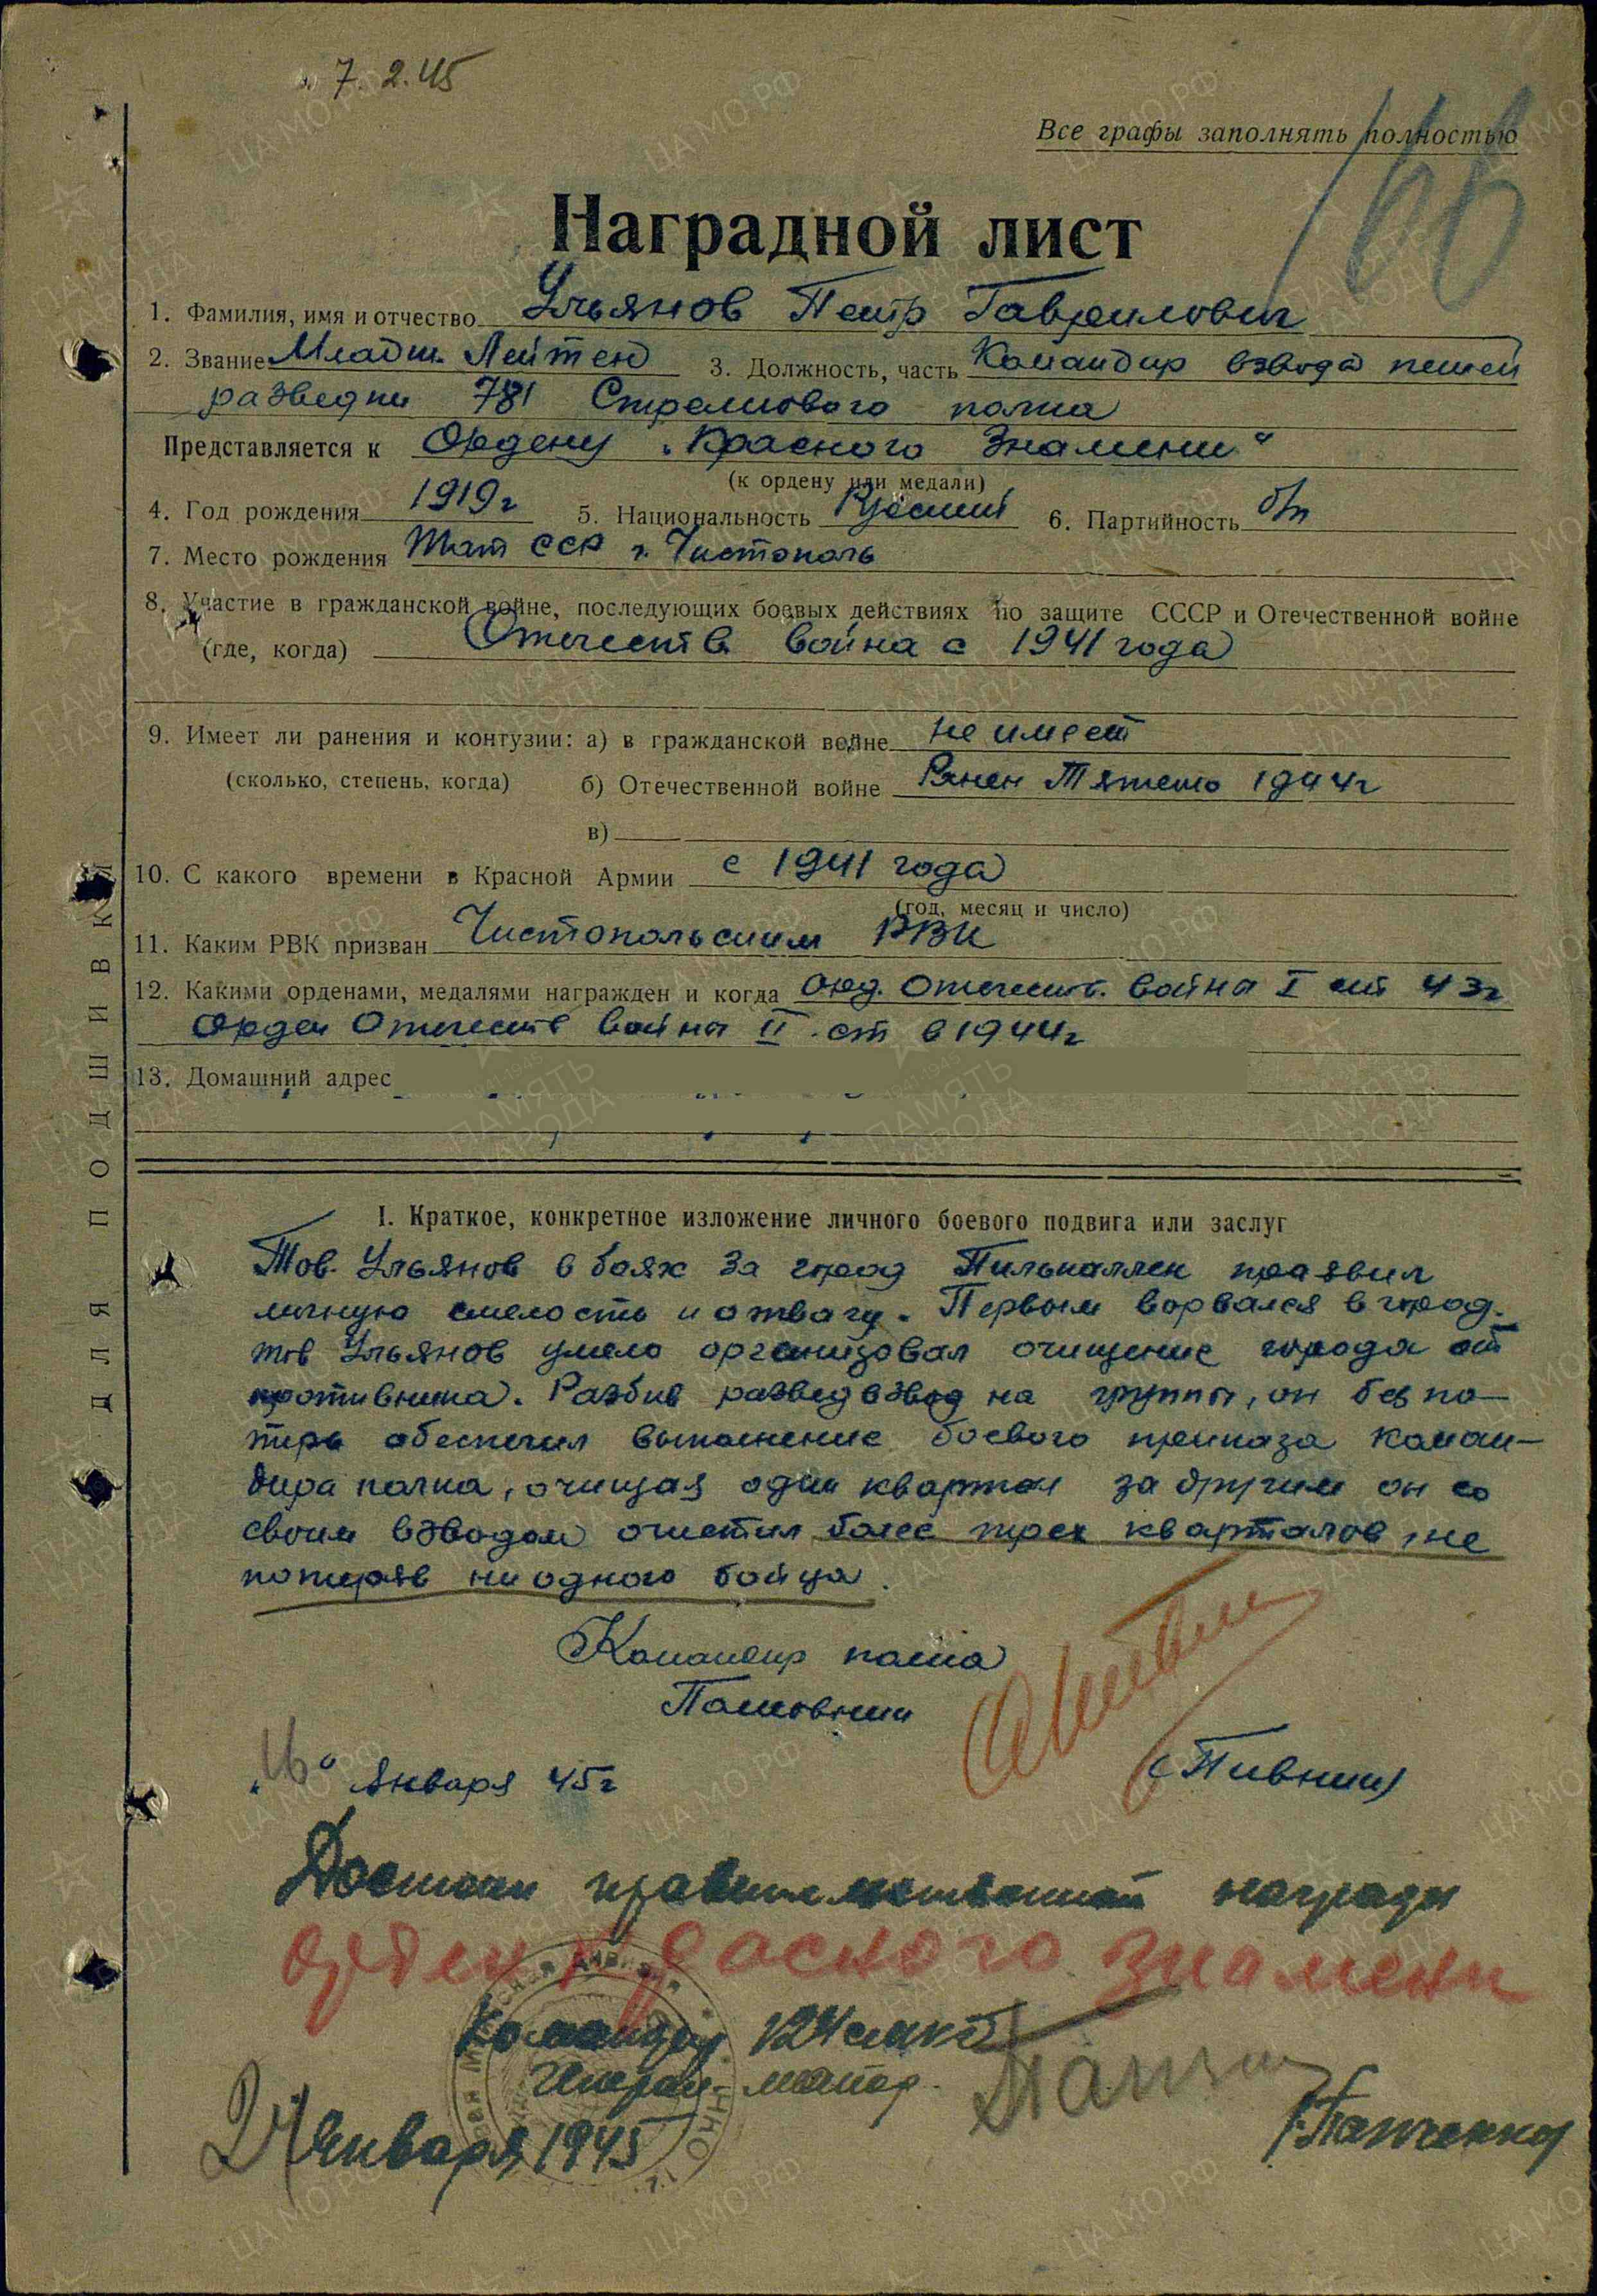 7.2.45
Все графы заполнять полностью
166
Наградной лист
1. Фамилия, имя и отчество Ульянов Петр Гаврилович
2. Звание Младш. Лейтен 3. Должность, часть Командир взвода пешей
разведки 781 Стрелкового полка
Представляется к Ордену „Красного Знамени“
(к ордену или медали)
4. Год рождения 1919г 5. Национальность Русский 6. Партийность б/п
7. Место рождения Тат ССР г. Чистополь
8. Участие в гражданской войне, последующих боевых действиях по защите СССР и Отечественной войне
(где, когда) Отечеств. война с 1941 года
9. Имеет ли ранения и контузии: а) в гражданской войне не имеет
(сколько, степень, когда) б) Отечественной войне Ранен Тяжело 1944г
в)
10. С какого времени в Красной Армии с 1941 года
(год, месяц и число)
11. Каким РВК призван Чистопольским РВК
12. Какими орденами, медалями награжден и когда Орд. Отечеств. война I ст 43г
Орден Отечеств войны II ст в 1944г
13. Домашний адрес
ДЛЯ ПОДШИВКИ
I. Краткое, конкретное изложение личного боевого подвига или заслуг
Тов. Ульянов в боях за город Пилькаллен проявил
личную смелость и отвагу. Первым ворвался в город.
тов Ульянов умело организовал очищение города от
противника. Разбив разведвзвод на группы, он без по-
терь обеспечил выполнение боевого приказа коман-
дира полка, очищая один квартал за другим он со
своим взводом очистил более трех кварталов, не
потеряв ни одного бойца.
Командир полка
Полковник
(Пивник)
„16“ января 45г
Достоин правительственной награды
орден Красного Знамени
Командир 124 скд
Генерал-майор
/Папченко/
24 Января 1945